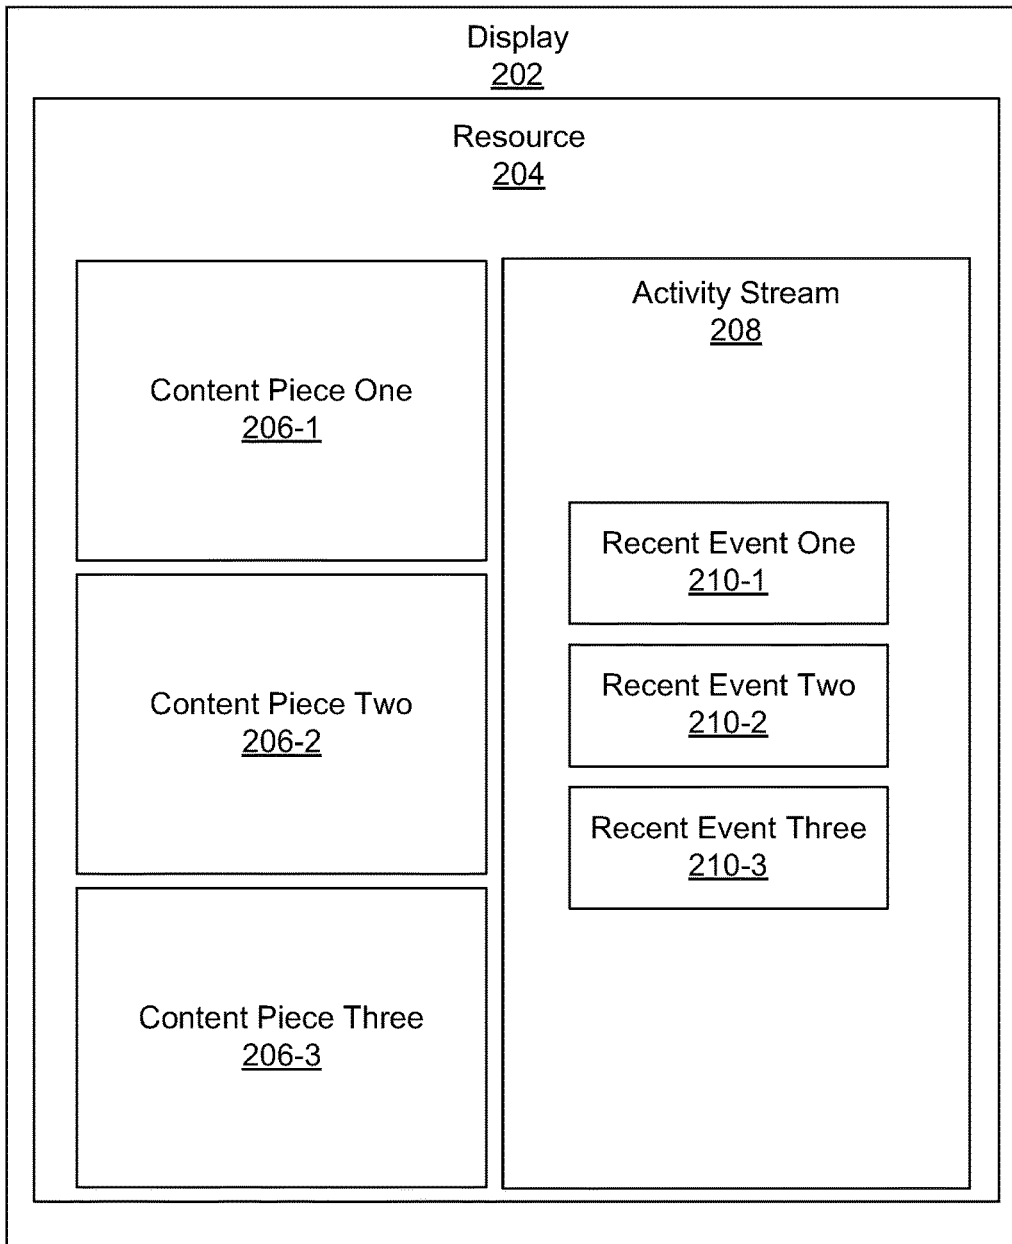 Display
202
Resource
204
Content Piece One
206-1
Content Piece Two
206-2
Content Piece Three
206-3
Activity Stream
208
Recent Event One
210-1
Recent Event Two
210-2
Recent Event Three
210-3